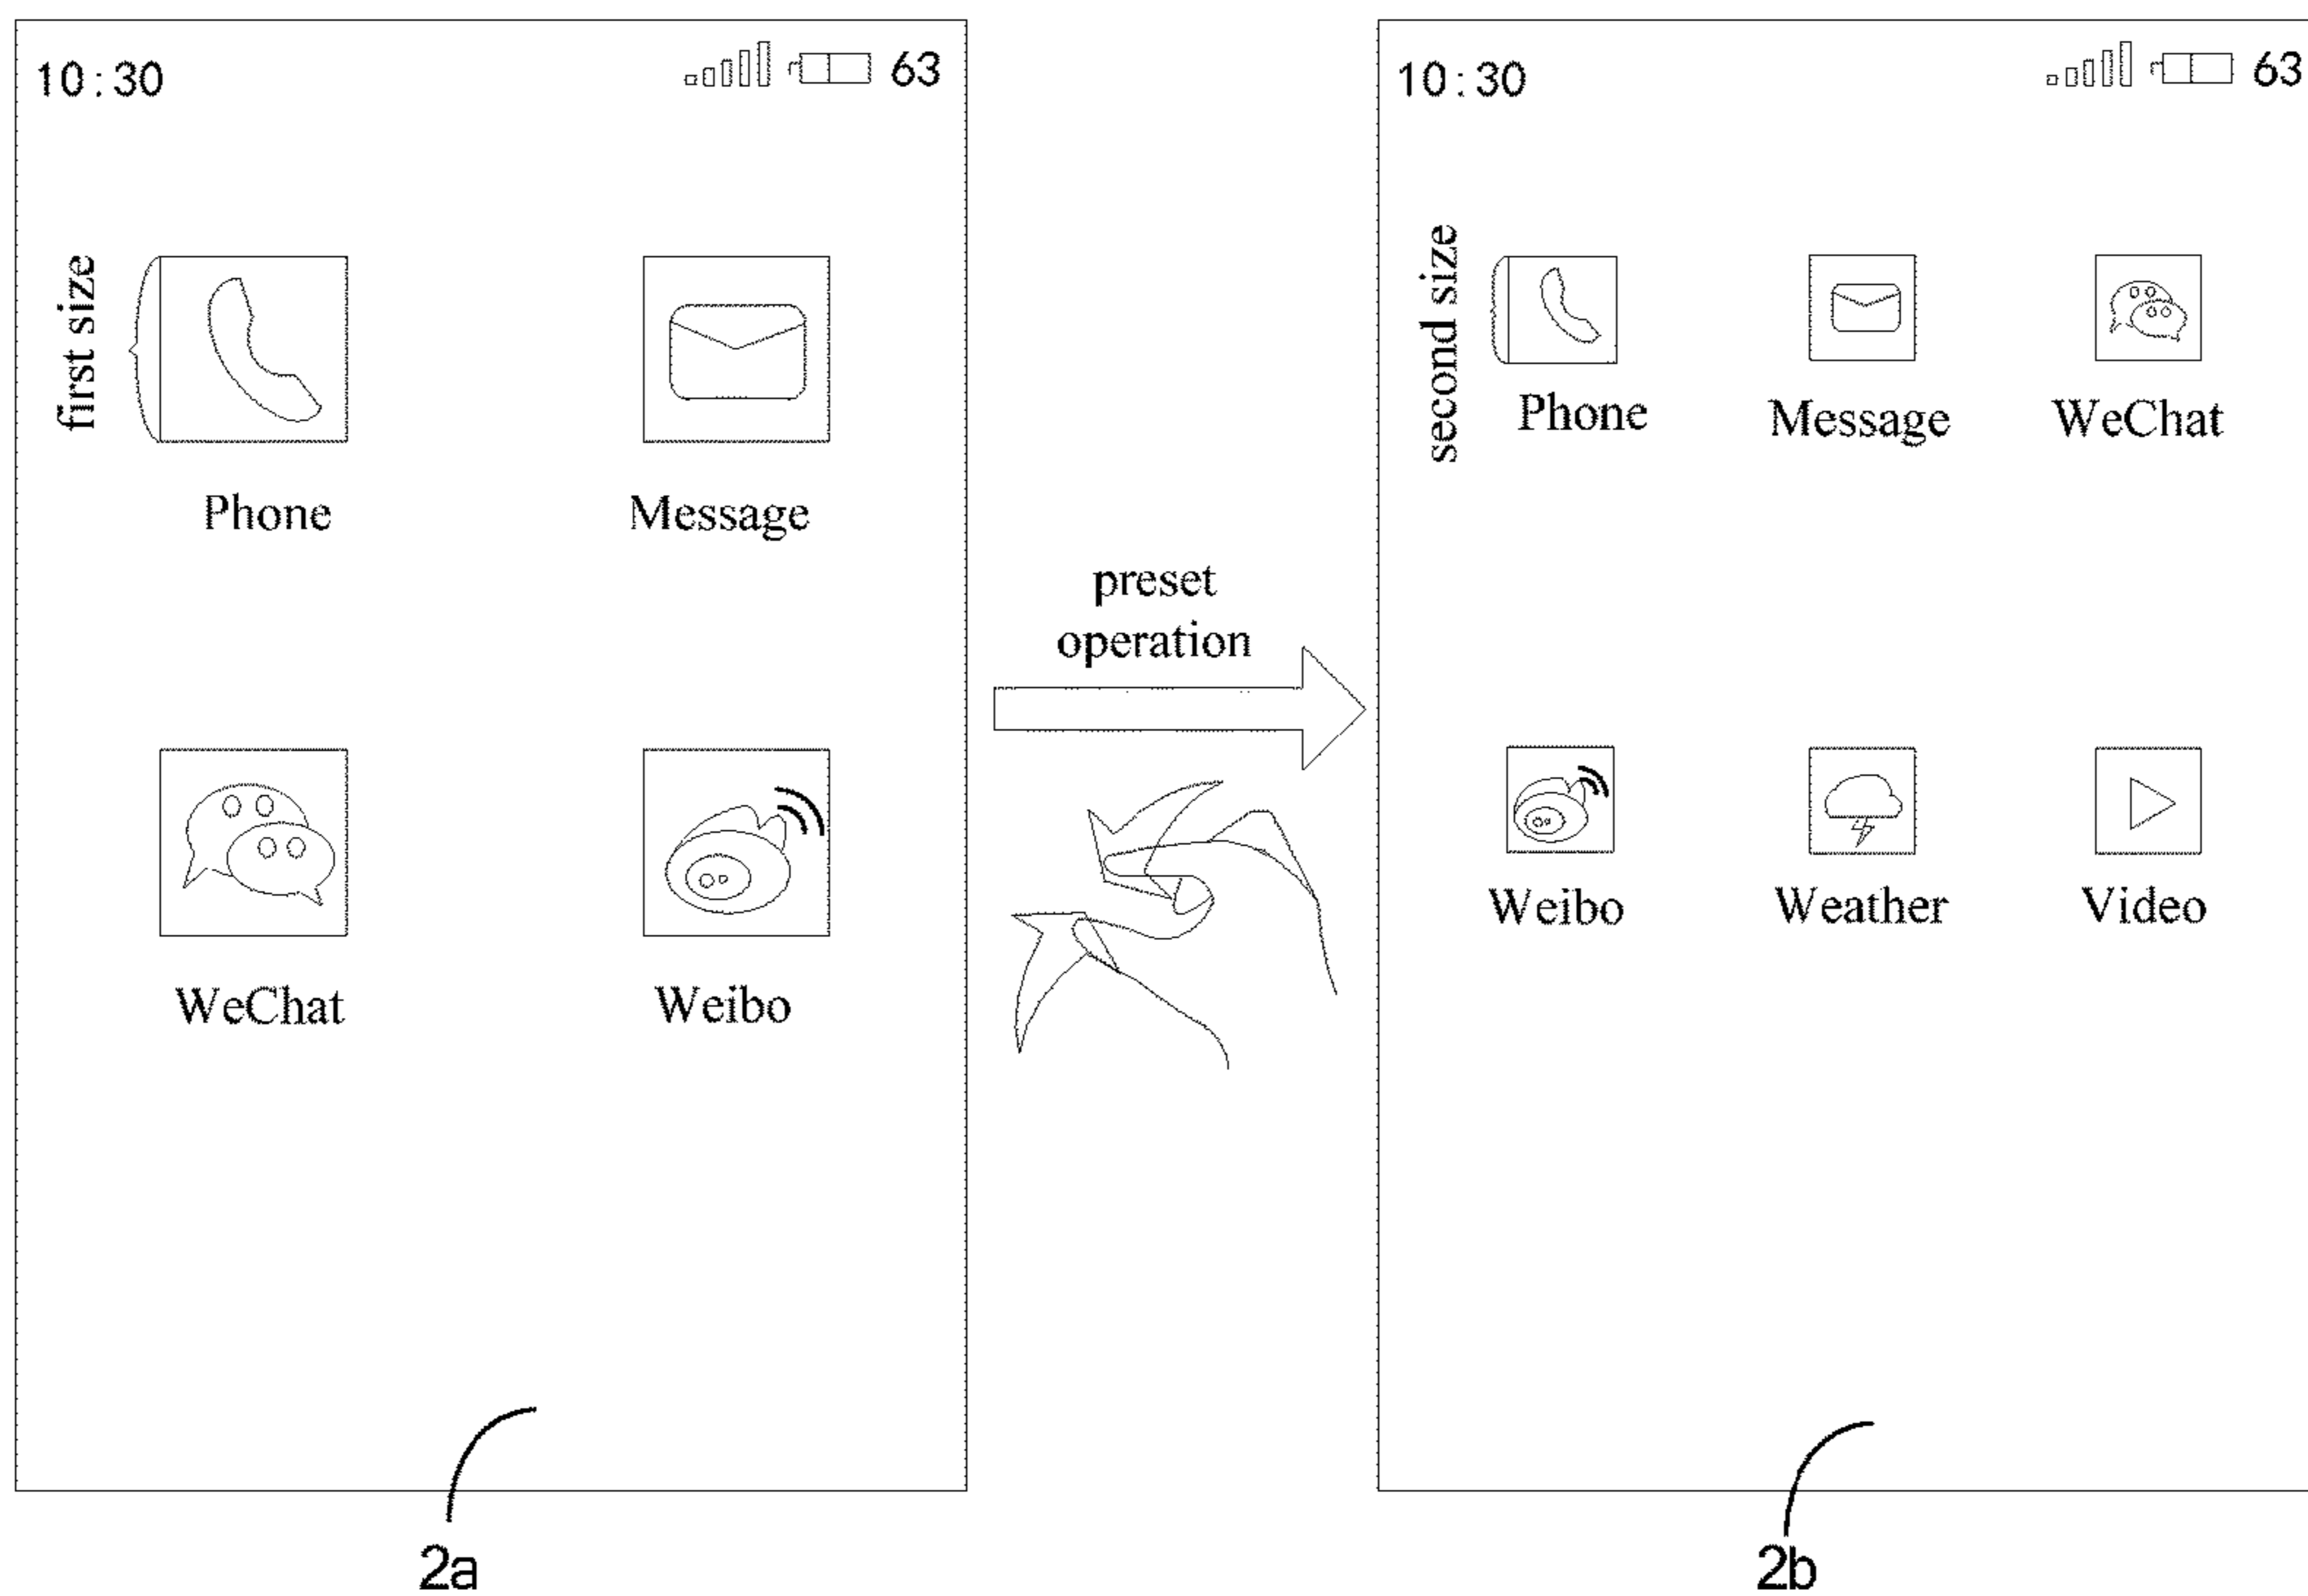 10:30 63
first size
Phone Message
WeChat Weibo
2a
preset
operation
10:30 63
second size
Phone Message WeChat
Weibo Weather Video
2b